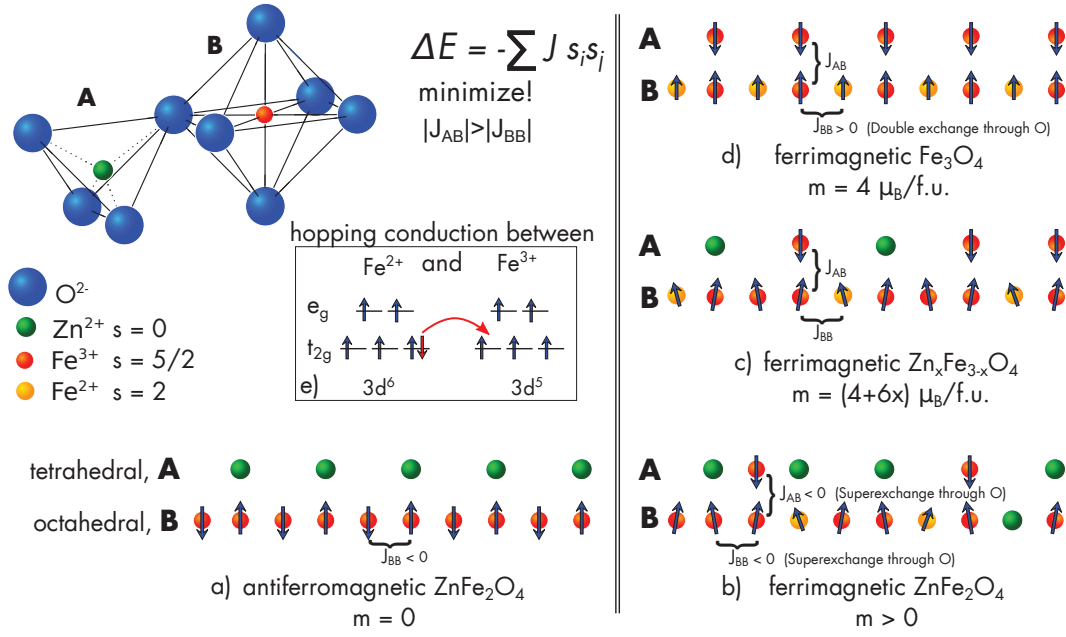 A
B
ΔE = -∑ J sᵢsⱼ
minimize!
|J_AB|>|J_BB|
O²⁻
Zn²⁺ s = 0
Fe³⁺ s = 5/2
Fe²⁺ s = 2
hopping conduction between
Fe²⁺ and Fe³⁺
e_g
t_2g
e) 3d⁶ 3d⁵
tetrahedral, A
octahedral, B
J_BB < 0
a) antiferromagnetic ZnFe₂O₄
m = 0
A
J_AB
B
J_BB > 0 (Double exchange through O)
d) ferrimagnetic Fe₃O₄
m = 4 μ_B/f.u.
A
J_AB
B
J_BB
c) ferrimagnetic ZnₓFe₃₋ₓO₄
m = (4+6x) μ_B/f.u.
A
J_AB < 0 (Superexchange through O)
B
J_BB < 0 (Superexchange through O)
b) ferrimagnetic ZnFe₂O₄
m > 0